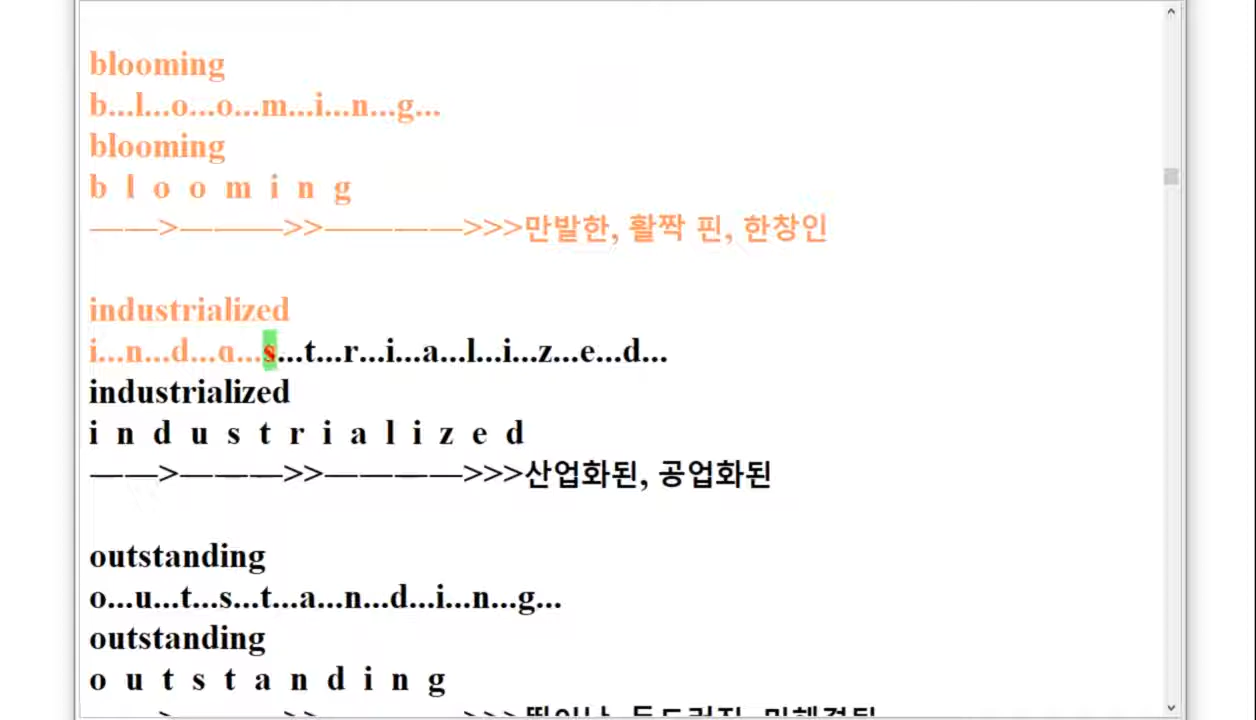 blooming
b...l...o...o...m...i...n...g...
blooming
b l o o m i n g
——>———>>————>>>만발한, 활짝 핀, 한창인
industrialized
i...n...d...u...s...t...r...i...a...l...i...z...e...d...
industrialized
i n d u s t r i a l i z e d
——>———>>————>>>산업화된, 공업화된
outstanding
o...u...t...s...t...a...n...d...i...n...g...
outstanding
o u t s t a n d i n g